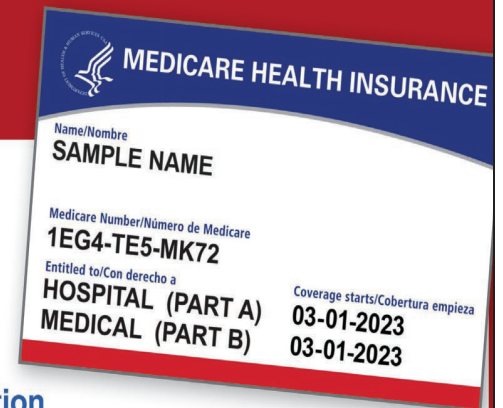 MEDICARE HEALTH INSURANCE
Name/Nombre
SAMPLE NAME
Medicare Number/Número de Medicare
1EG4-TE5-MK72
Entitled to/Con derecho a
HOSPITAL (PART A)
MEDICAL (PART B)
Coverage starts/Cobertura empieza
03-01-2023
03-01-2023